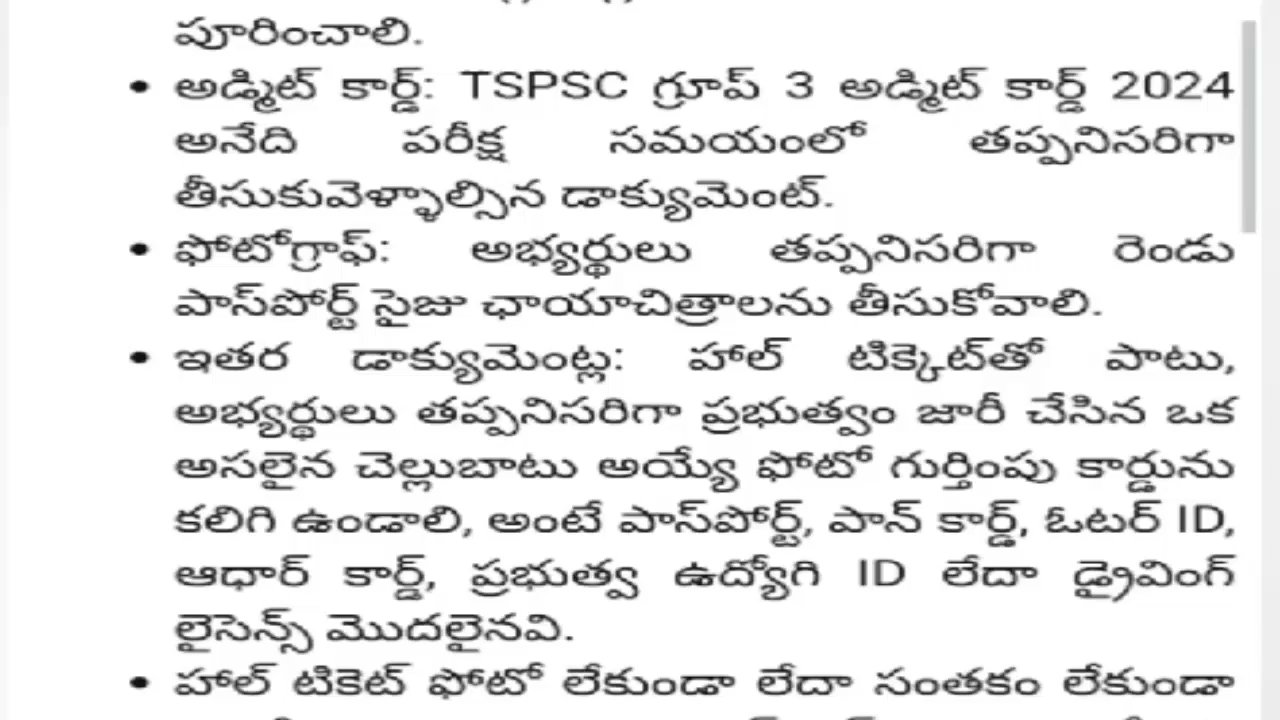 పూరించాలి.
• అడ్మిట్ కార్డ్: TSPSC గ్రూప్ 3 అడ్మిట్ కార్డ్ 2024
అనేది పరీక్ష సమయంలో తప్పనిసరిగా
తీసుకువెళ్ళాల్సిన డాక్యుమెంట్.
• ఫోటోగ్రాఫ్: అభ్యర్థులు తప్పనిసరిగా రెండు
పాస్‌పోర్ట్ సైజు ఛాయాచిత్రాలను తీసుకోవాలి.
• ఇతర డాక్యుమెంట్ల: హాల్ టిక్కెట్‌తో పాటు,
అభ్యర్థులు తప్పనిసరిగా ప్రభుత్వం జారీ చేసిన ఒక
అసలైన చెల్లుబాటు అయ్యే ఫోటో గుర్తింపు కార్డును
కలిగి ఉండాలి, అంటే పాస్‌పోర్ట్, పాన్ కార్డ్, ఓటర్ ID,
ఆధార్ కార్డ్, ప్రభుత్వ ఉద్యోగి ID లేదా డ్రైవింగ్
లైసెన్స్ మొదలైనవి.
• హాల్ టికెట్ ఫోటో లేకుండా లేదా సంతకం లేకుండా